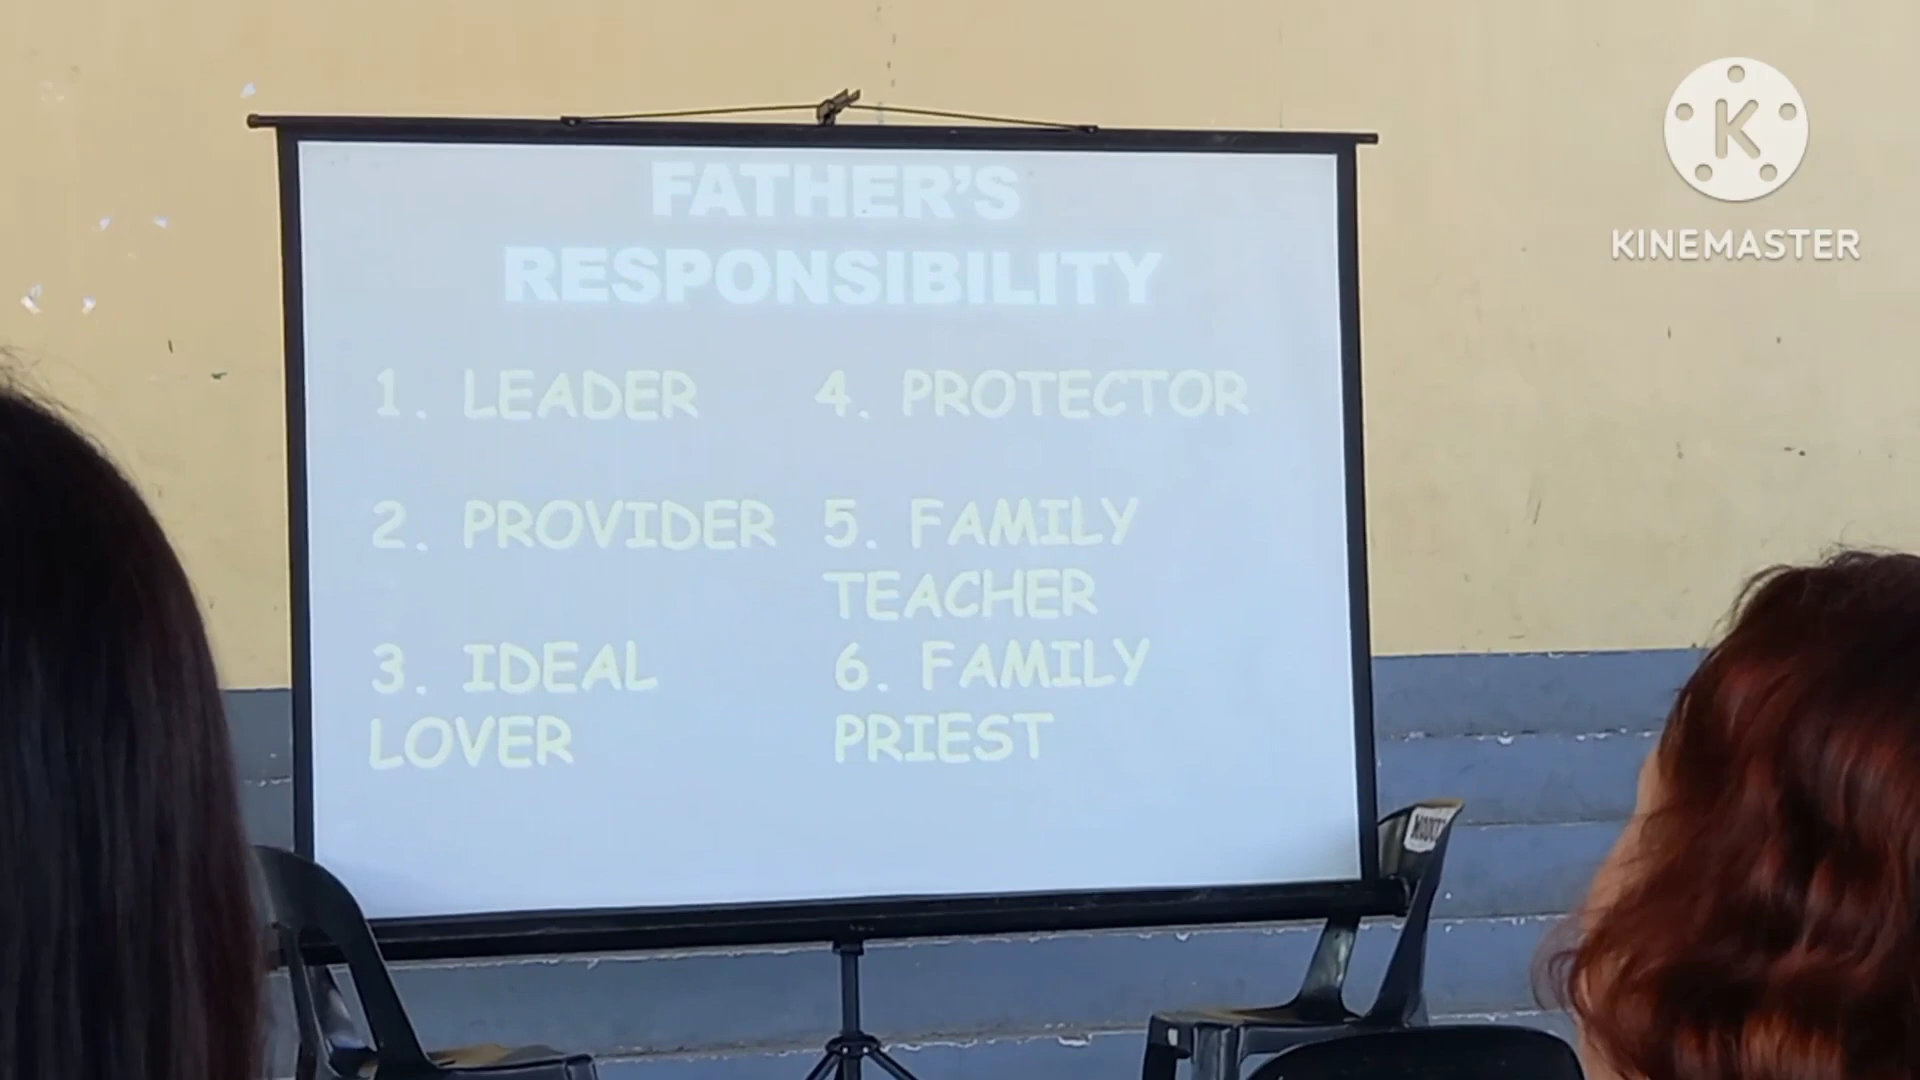 FATHER'S
RESPONSIBILITY
1. LEADER
2. PROVIDER
3. IDEAL
LOVER
4. PROTECTOR
5. FAMILY
TEACHER
6. FAMILY
PRIEST
K
KINEMASTER